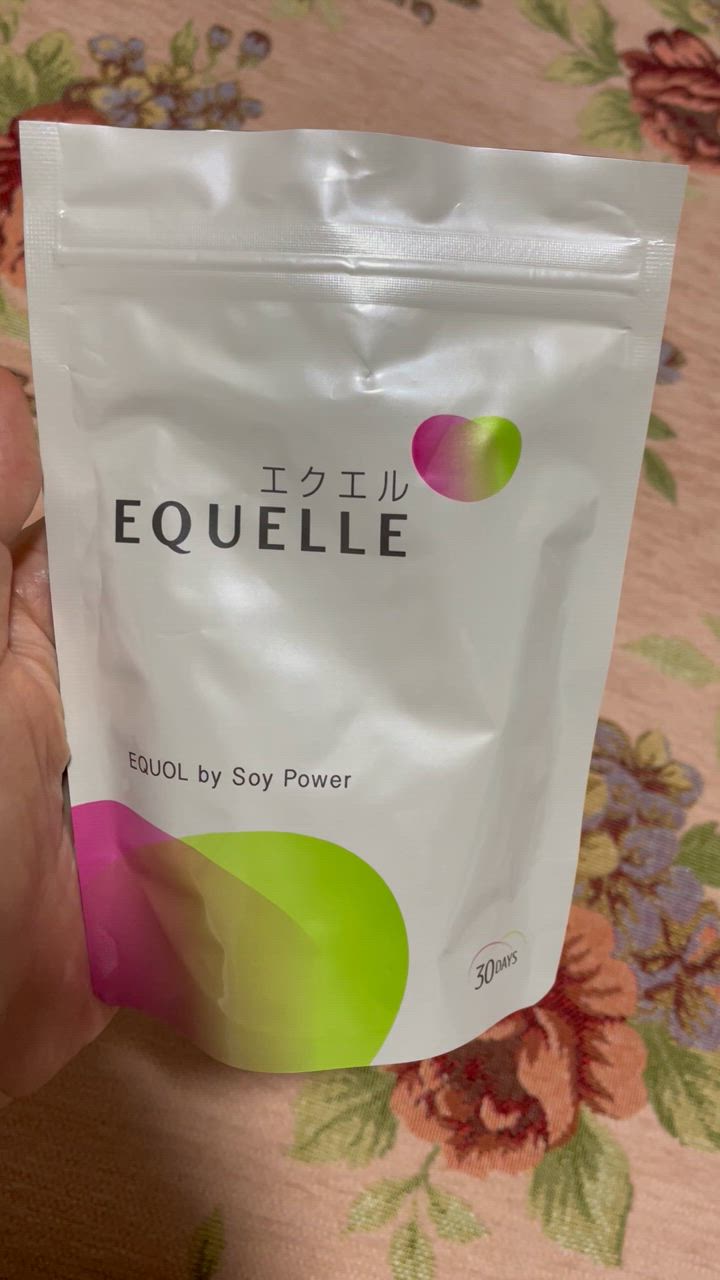 エクエル
EQUELLE
EQUOL by Soy Power
30DAYS